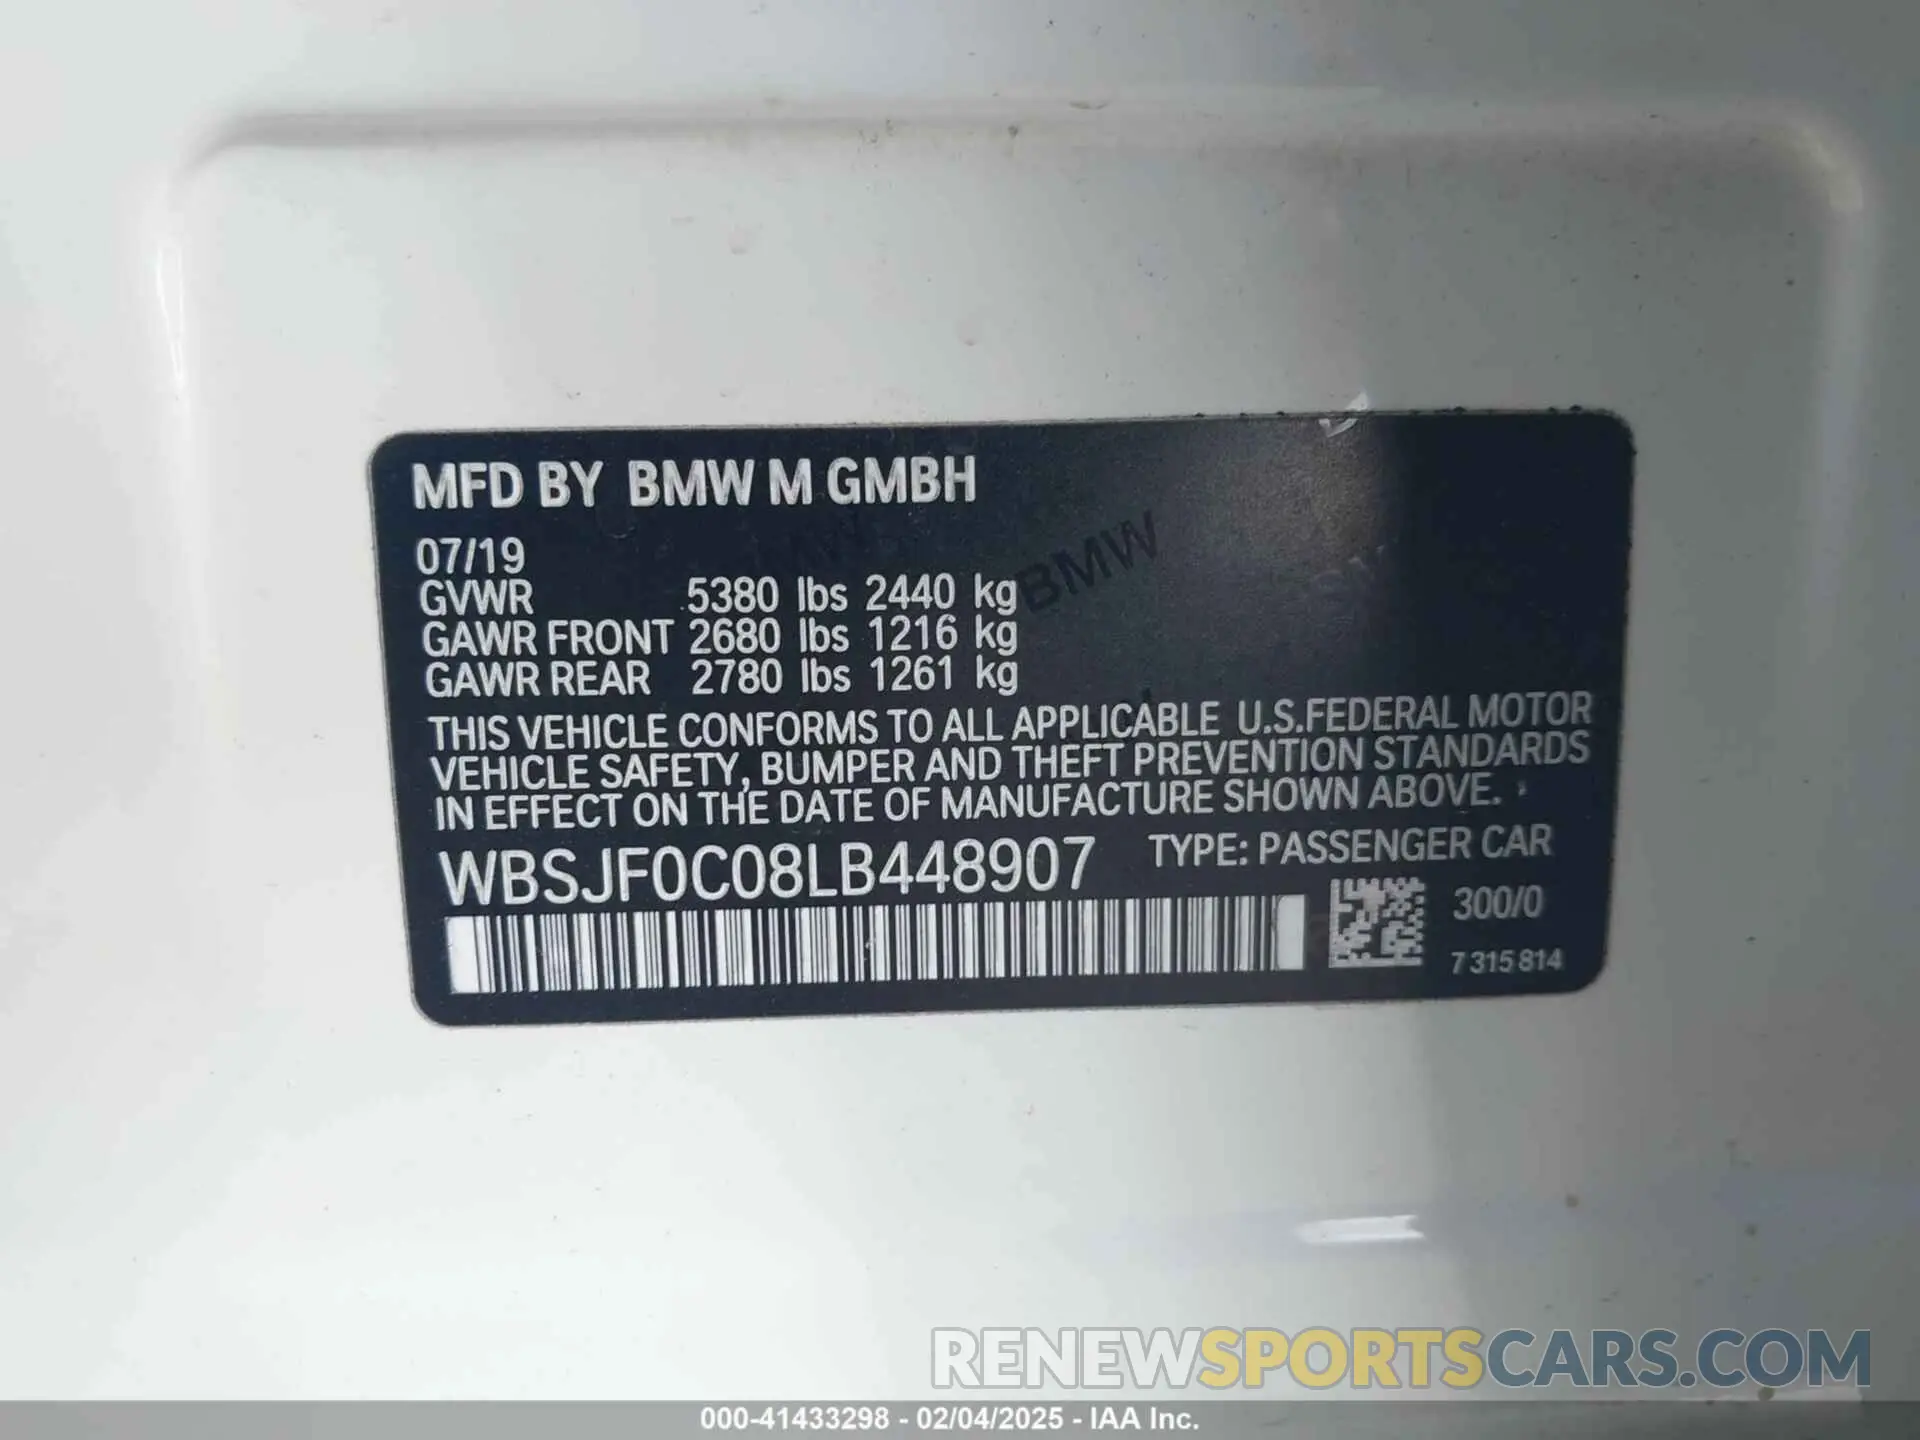 MFD BY BMW M GMBH
07/19
GVWR 5380 lbs 2440 kg
GAWR FRONT 2680 lbs 1216 kg
GAWR REAR 2780 lbs 1261 kg
BMW
THIS VEHICLE CONFORMS TO ALL APPLICABLE U.S.FEDERAL MOTOR
VEHICLE SAFETY, BUMPER AND THEFT PREVENTION STANDARDS
IN EFFECT ON THE DATE OF MANUFACTURE SHOWN ABOVE.
WBSJF0C08LB448907 TYPE: PASSENGER CAR
300/0
7 315 814
RENEWSPORTSCARS.COM
000-41433298 - 02/04/2025 - IAA Inc.